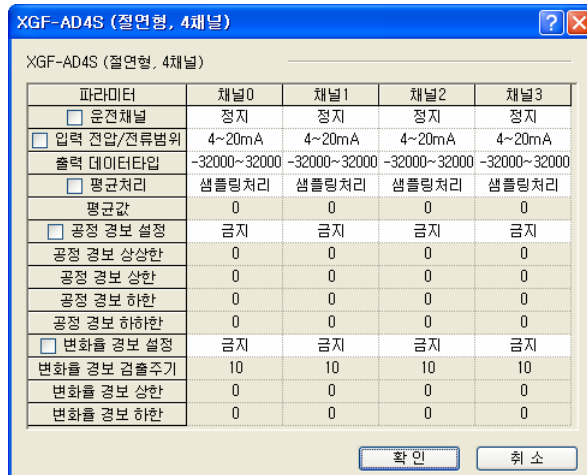 XGF-AD4S (절연형, 4채널)
XGF-AD4S (절연형, 4채널)
파라미터 채널0 채널1 채널2 채널3
운전채널 정지 정지 정지 정지
입력 전압/전류범위 4~20mA 4~20mA 4~20mA 4~20mA
출력 데이터타입 -32000~32000 -32000~32000 -32000~32000 -32000~32000
평균처리 샘플링처리 샘플링처리 샘플링처리 샘플링처리
평균값 0 0 0 0
공정 경보 설정 금지 금지 금지 금지
공정 경보 상상한 0 0 0 0
공정 경보 상한 0 0 0 0
공정 경보 하한 0 0 0 0
공정 경보 하하한 0 0 0 0
변화율 경보 설정 금지 금지 금지 금지
변화율 경보 검출주기 10 10 10 10
변화율 경보 상한 0 0 0 0
변화율 경보 하한 0 0 0 0
확인 취소